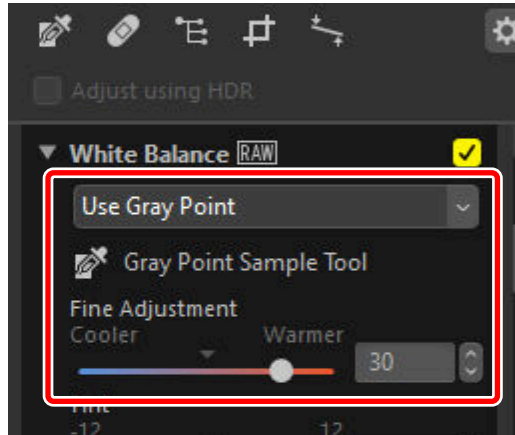 Adjust using HDR
White Balance RAW
Use Gray Point
Gray Point Sample Tool
Fine Adjustment
Cooler Warmer
30
Tint
-12 12